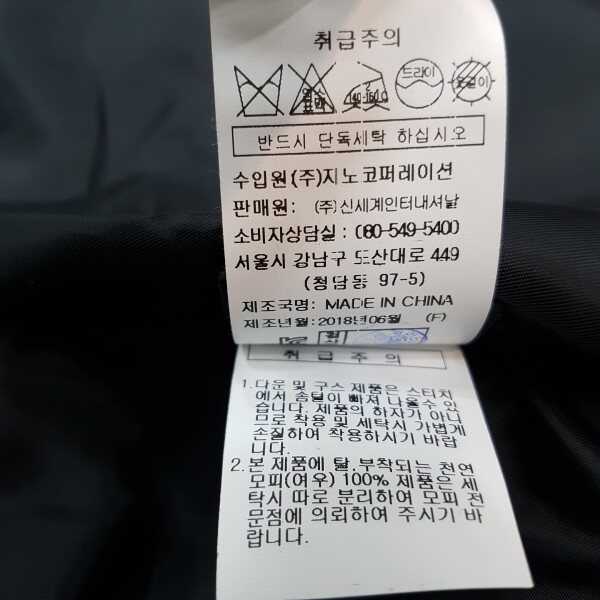 취급주의
염소 표백
140-160℃
드라이
반드시 단독세탁 하십시오
수입원(주)지노코퍼레이션
판매원: (주)신세계인터내셔날
소비자상담실 : 080-549-5400
서울시 강남구 도산대로 449
(청담동 97-5)
제조국명: MADE IN CHINA
제조년월:2018년06월 (F)
취급주의
1.다운 및 구스 제품은 스티치
에서 솜털이 빠져 나올수 있
습니다. 제품의 하자가 아니
므로 착용 및 세탁시 가볍게
손질하여 착용하시기 바랍
니다.
2.본 제품에 탈,부착되는 천연
모피(여우) 100% 제품은 세
탁시 따로 분리하여 모피 전
문점에 의뢰하여 주시기 바
랍니다.